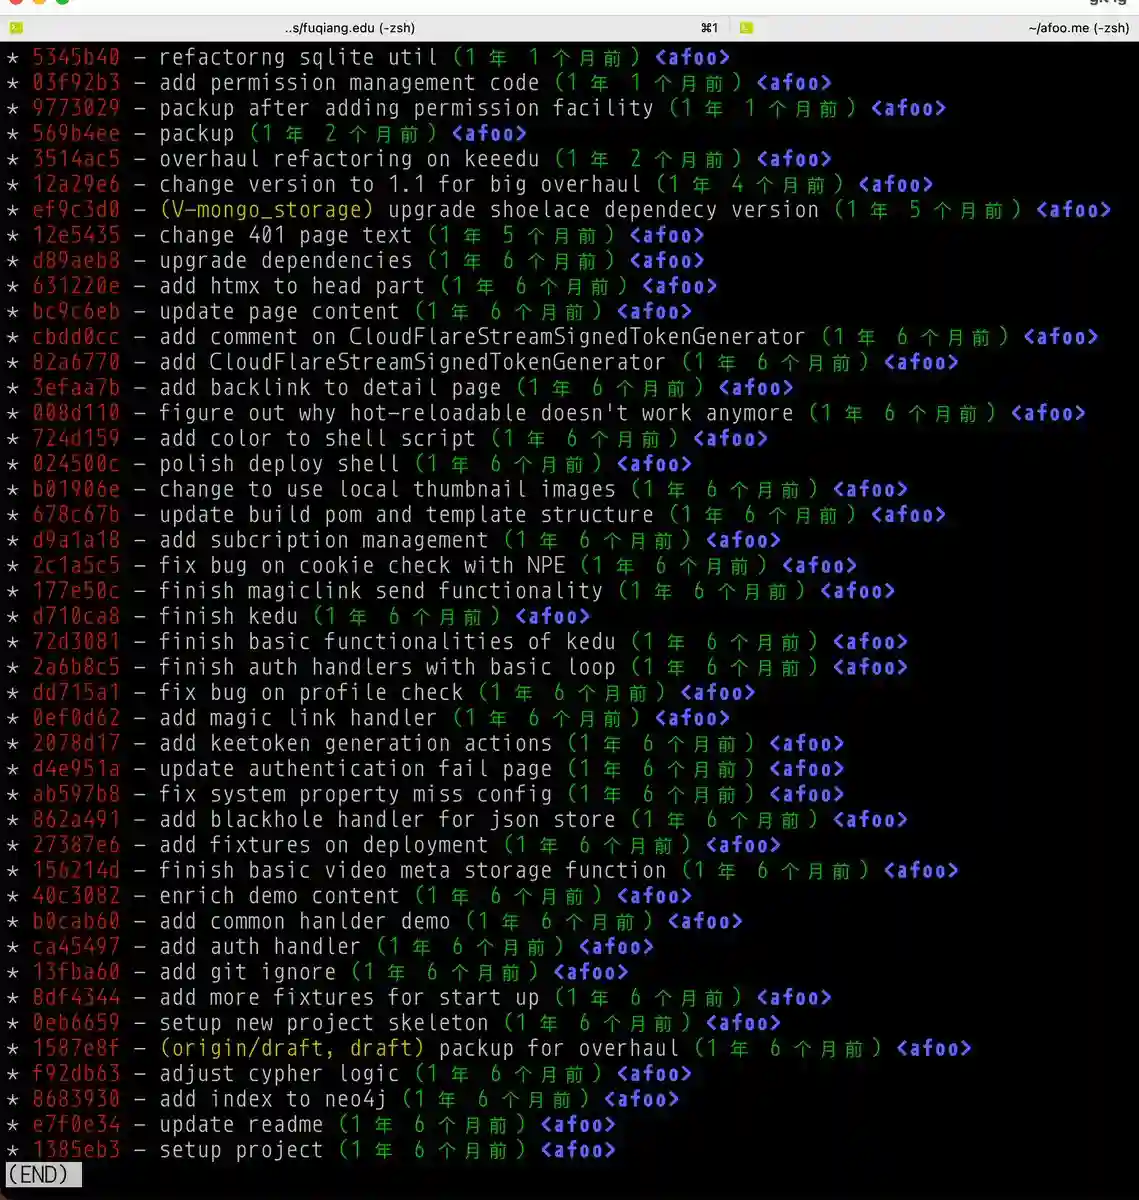 ..s/fuqiang.edu (-zsh) ⌘1 ~/afoo.me (-zsh)
* 5345b40 - refactorng sqlite util (1 年 1 个月前) <afoo>
* 03f92b3 - add permission management code (1 年 1 个月前) <afoo>
* 9773029 - packup after adding permission facility (1 年 1 个月前) <afoo>
* 569b4ee - packup (1 年 2 个月前) <afoo>
* 3514ac5 - overhaul refactoring on keeedu (1 年 2 个月前) <afoo>
* 12a29e6 - change version to 1.1 for big overhaul (1 年 4 个月前) <afoo>
* ef9c3d0 - (V-mongo_storage) upgrade shoelace dependecy version (1 年 5 个月前) <afoo>
* 12e5435 - change 401 page text (1 年 5 个月前) <afoo>
* d89aeb8 - upgrade dependencies (1 年 6 个月前) <afoo>
* 631220e - add htmx to head part (1 年 6 个月前) <afoo>
* bc9c6eb - update page content (1 年 6 个月前) <afoo>
* cbdd0cc - add comment on CloudFlareStreamSignedTokenGenerator (1 年 6 个月前) <afoo>
* 82a6770 - add CloudFlareStreamSignedTokenGenerator (1 年 6 个月前) <afoo>
* 3efaa7b - add backlink to detail page (1 年 6 个月前) <afoo>
* 008d110 - figure out why hot-reloadable doesn't work anymore (1 年 6 个月前) <afoo>
* 724d159 - add color to shell script (1 年 6 个月前) <afoo>
* 024500c - polish deploy shell (1 年 6 个月前) <afoo>
* b01906e - change to use local thumbnail images (1 年 6 个月前) <afoo>
* 678c67b - update build pom and template structure (1 年 6 个月前) <afoo>
* d9a1a18 - add subcription management (1 年 6 个月前) <afoo>
* 2c1a5c5 - fix bug on cookie check with NPE (1 年 6 个月前) <afoo>
* 177e50c - finish magiclink send functionality (1 年 6 个月前) <afoo>
* d710ca8 - finish kedu (1 年 6 个月前) <afoo>
* 72d3081 - finish basic functionalities of kedu (1 年 6 个月前) <afoo>
* 2a6b8c5 - finish auth handlers with basic loop (1 年 6 个月前) <afoo>
* dd715a1 - fix bug on profile check (1 年 6 个月前) <afoo>
* 0ef0d62 - add magic link handler (1 年 6 个月前) <afoo>
* 2078d17 - add keetoken generation actions (1 年 6 个月前) <afoo>
* d4e951a - update authentication fail page (1 年 6 个月前) <afoo>
* ab597b8 - fix system property miss config (1 年 6 个月前) <afoo>
* 862a491 - add blackhole handler for json store (1 年 6 个月前) <afoo>
* 27387e6 - add fixtures on deployment (1 年 6 个月前) <afoo>
* 156214d - finish basic video meta storage function (1 年 6 个月前) <afoo>
* 40c3082 - enrich demo content (1 年 6 个月前) <afoo>
* b0cab60 - add common hanlder demo (1 年 6 个月前) <afoo>
* ca45497 - add auth handler (1 年 6 个月前) <afoo>
* 13fba60 - add git ignore (1 年 6 个月前) <afoo>
* 8df4344 - add more fixtures for start up (1 年 6 个月前) <afoo>
* 0eb6659 - setup new project skeleton (1 年 6 个月前) <afoo>
* 1587e8f - (origin/draft, draft) packup for overhaul (1 年 6 个月前) <afoo>
* f92db63 - adjust cypher logic (1 年 6 个月前) <afoo>
* 8683930 - add index to neo4j (1 年 6 个月前) <afoo>
* e7f0e34 - update readme (1 年 6 个月前) <afoo>
* 1385eb3 - setup project (1 年 6 个月前) <afoo>
(END)